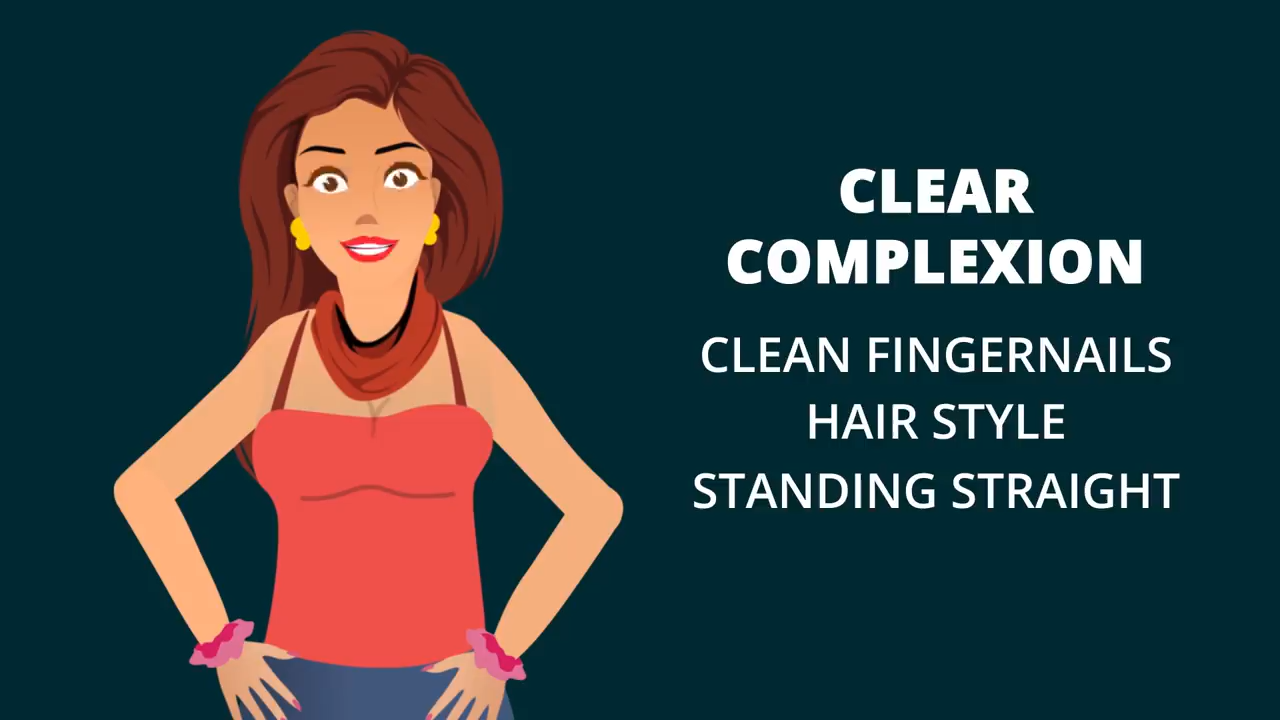 CLEAR
COMPLEXION
CLEAN FINGERNAILS
HAIR STYLE
STANDING STRAIGHT